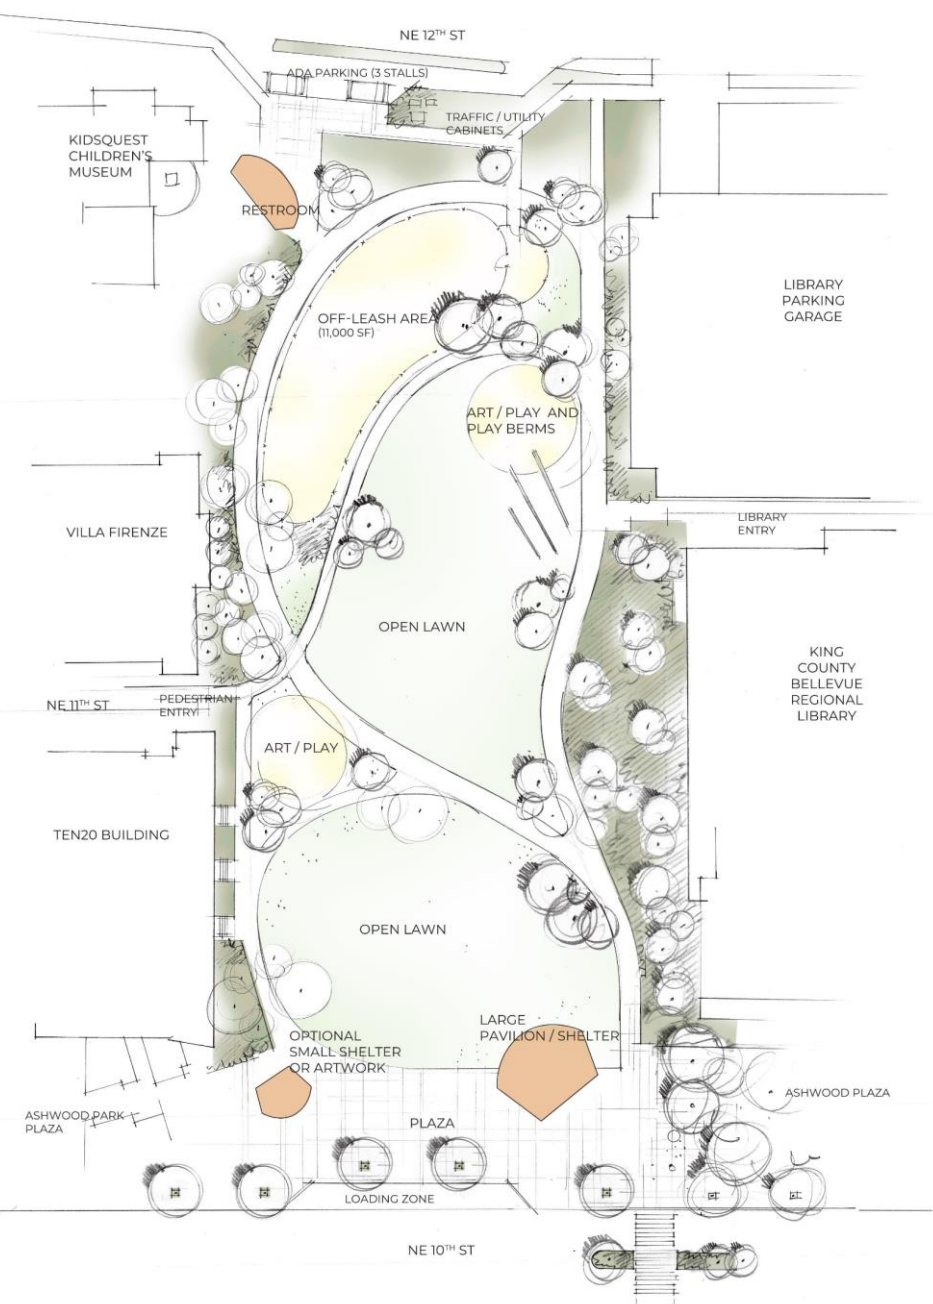 NE 12TH ST
ADA PARKING (3 STALLS)
TRAFFIC / UTILITY
CABINETS
KIDSQUEST
CHILDREN'S
MUSEUM
RESTROOM
LIBRARY
PARKING
GARAGE
OFF-LEASH AREA
(11,000 SF)
ART / PLAY AND
PLAY BERMS
LIBRARY
ENTRY
VILLA FIRENZE
OPEN LAWN
KING
COUNTY
BELLEVUE
REGIONAL
LIBRARY
NE 11TH ST
PEDESTRIAN
ENTRY
ART / PLAY
TEN20 BUILDING
OPEN LAWN
OPTIONAL
SMALL SHELTER
OR ARTWORK
LARGE
PAVILION / SHELTER
ASHWOOD PLAZA
ASHWOOD PARK
PLAZA
PLAZA
LOADING ZONE
NE 10TH ST